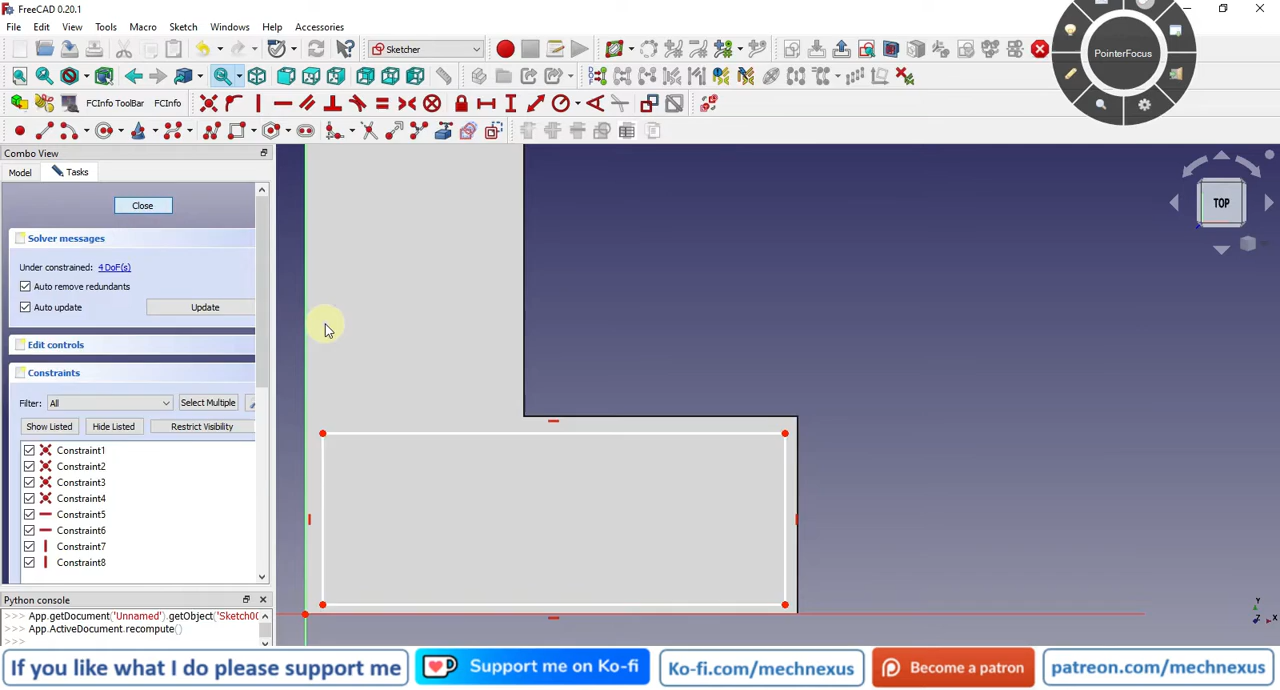 FreeCAD 0.20.1
File Edit View Tools Macro Sketch Windows Help Accessories
Sketcher
PointerFocus
FCInfo ToolBar FCInfo
Combo View
Model Tasks
Close
Solver messages
Under constrained: 4 DoF(s)
Auto remove redundants
Auto update Update
Edit controls
Constraints
Filter: All Select Multiple
Show Listed Hide Listed Restrict Visibility
Constraint1
Constraint2
Constraint3
Constraint4
Constraint5
Constraint6
Constraint7
Constraint8
TOP
Y
Z X
Python console
>>> App.getDocument('Unnamed').getObject('Sketch0
>>> App.ActiveDocument.recompute()
>>>
If you like what I do please support me Support me on Ko-fi Ko-fi.com/mechnexus Become a patron patreon.com/mechnexus